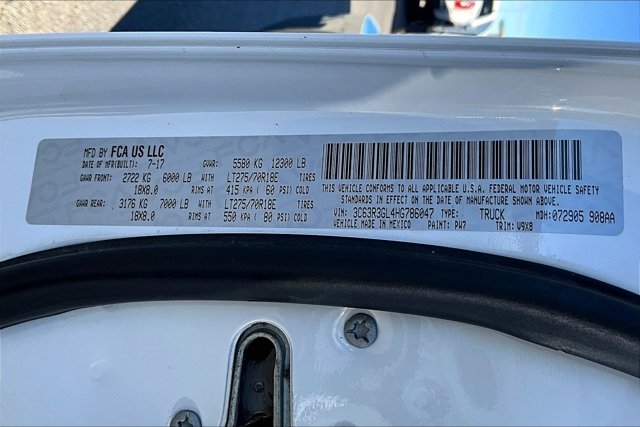 MFD BY FCA US LLC
DATE OF MFR(BUILT): 7-17 GVWR: 5580 KG 12300 LB
GAWR FRONT: 2722 KG 6000 LB WITH LT275/70R18E TIRES
18X8.0 RIMS AT 415 KPA ( 60 PSI) COLD
GAWR REAR: 3176 KG 7000 LB WITH LT275/70R18E TIRES
18X8.0 RIMS AT 550 KPA ( 80 PSI) COLD
THIS VEHICLE CONFORMS TO ALL APPLICABLE U.S.A. FEDERAL MOTOR VEHICLE SAFETY
STANDARDS IN EFFECT ON THE DATE OF MANUFACTURE SHOWN ABOVE
VIN: 3C63R3GL4HG786047 TYPE: TRUCK MDH:072905 908AA
VEHICLE MADE IN MEXICO PAINT: PW7 TRIM: V9X8